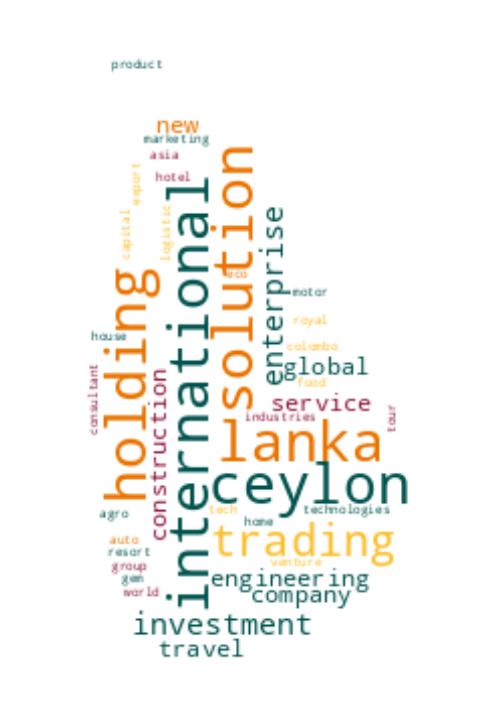 product
new
marketing
asia
hotel
export
capital
logistic
international
solution
enterprise
eco
motor
holding
royal
house
colombo
global
food
consultant
construction
service
industries
tour
lanka
ceylon
agro
tech
technologies
home
trading
auto
resort
venture
group
gem
engineering
world
company
investment
travel